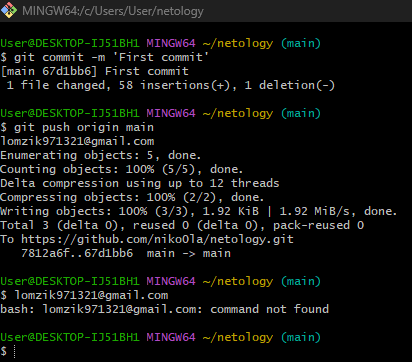 MINGW64:/c/Users/User/netology
User@DESKTOP-IJ51BH1 MINGW64 ~/netology (main)
$ git commit -m 'First commit'
[main 67d1bb6] First commit
 1 file changed, 58 insertions(+), 1 deletion(-)
User@DESKTOP-IJ51BH1 MINGW64 ~/netology (main)
$ git push origin main
lomzik971321@gmail.com
Enumerating objects: 5, done.
Counting objects: 100% (5/5), done.
Delta compression using up to 12 threads
Compressing objects: 100% (2/2), done.
Writing objects: 100% (3/3), 1.92 KiB | 1.92 MiB/s, done.
Total 3 (delta 0), reused 0 (delta 0), pack-reused 0
To https://github.com/niko0la/netology.git
   7812a6f..67d1bb6  main -> main
User@DESKTOP-IJ51BH1 MINGW64 ~/netology (main)
$ lomzik971321@gmail.com
bash: lomzik971321@gmail.com: command not found
User@DESKTOP-IJ51BH1 MINGW64 ~/netology (main)
$